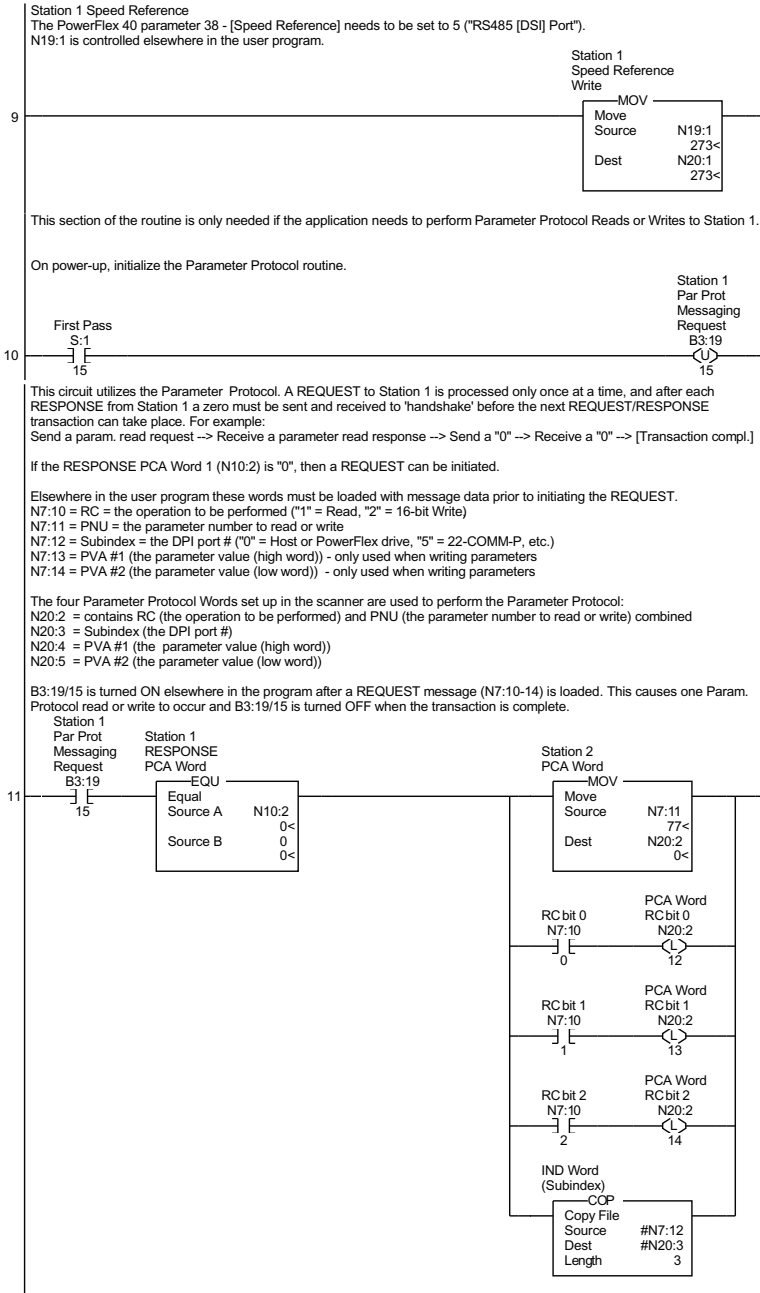 Station 1 Speed Reference
The PowerFlex 40 parameter 38 - [Speed Reference] needs to be set to 5 ("RS485 [DSI] Port").
N19:1 is controlled elsewhere in the user program.
Station 1
Speed Reference
Write
MOV
Move
Source N19:1
273<
Dest N20:1
273<
9
This section of the routine is only needed if the application needs to perform Parameter Protocol Reads or Writes to Station 1.
On power-up, initialize the Parameter Protocol routine.
Station 1
Par Prot
Messaging
Request
B3:19
U
15
First Pass
S:1
15
10
This circuit utilizes the Parameter Protocol. A REQUEST to Station 1 is processed only once at a time, and after each
RESPONSE from Station 1 a zero must be sent and received to 'handshake' before the next REQUEST/RESPONSE
transaction can take place. For example:
Send a param. read request --> Receive a parameter read response --> Send a "0" --> Receive a "0" --> [Transaction compl.]
If the RESPONSE PCA Word 1 (N10:2) is "0", then a REQUEST can be initiated.
Elsewhere in the user program these words must be loaded with message data prior to initiating the REQUEST.
N7:10 = RC = the operation to be performed ("1" = Read, "2" = 16-bit Write)
N7:11 = PNU = the parameter number to read or write
N7:12 = Subindex = the DPI port # ("0" = Host or PowerFlex drive, "5" = 22-COMM-P, etc.)
N7:13 = PVA #1 (the parameter value (high word)) - only used when writing parameters
N7:14 = PVA #2 (the parameter value (low word)) - only used when writing parameters
The four Parameter Protocol Words set up in the scanner are used to perform the Parameter Protocol:
N20:2 = contains RC (the operation to be performed) and PNU (the parameter number to read or write) combined
N20:3 = Subindex (the DPI port #)
N20:4 = PVA #1 (the parameter value (high word))
N20:5 = PVA #2 (the parameter value (low word))
B3:19/15 is turned ON elsewhere in the program after a REQUEST message (N7:10-14) is loaded. This causes one Param.
Protocol read or write to occur and B3:19/15 is turned OFF when the transaction is complete.
Station 1
Par Prot
Messaging
Request
B3:19
15
Station 1
RESPONSE
PCA Word
EQU
Equal
Source A N10:2
0<
Source B 0
0<
11
Station 2
PCA Word
MOV
Move
Source N7:11
77<
Dest N20:2
0<
RC bit 0
N7:10
0
PCA Word
RC bit 0
N20:2
L
12
RC bit 1
N7:10
1
PCA Word
RC bit 1
N20:2
L
13
RC bit 2
N7:10
2
PCA Word
RC bit 2
N20:2
L
14
IND Word
(Subindex)
COP
Copy File
Source #N7:12
Dest #N20:3
Length 3